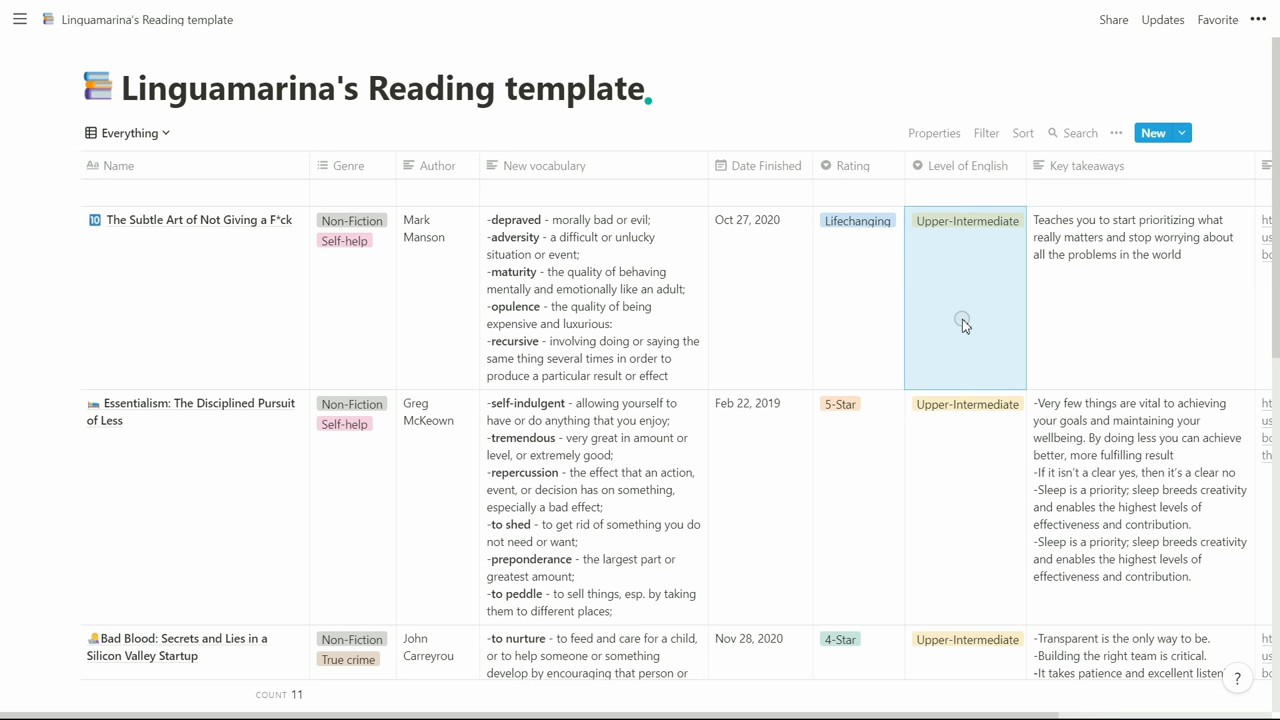 Linguamarina's Reading template
Share Updates Favorite •••
Linguamarina's Reading template.
Everything
Properties Filter Sort Search ••• New
Aa Name Genre Author New vocabulary Date Finished Rating Level of English Key takeaways
The Subtle Art of Not Giving a F*ck
Non-Fiction
Self-help
Mark
Manson
-depraved - morally bad or evil;
-adversity - a difficult or unlucky
situation or event;
-maturity - the quality of behaving
mentally and emotionally like an adult;
-opulence - the quality of being
expensive and luxurious:
-recursive - involving doing or saying the
same thing several times in order to
produce a particular result or effect
Oct 27, 2020
Lifechanging
Upper-Intermediate
Teaches you to start prioritizing what
really matters and stop worrying about
all the problems in the world
Essentialism: The Disciplined Pursuit
of Less
Non-Fiction
Self-help
Greg
McKeown
-self-indulgent - allowing yourself to
have or do anything that you enjoy;
-tremendous - very great in amount or
level, or extremely good;
-repercussion - the effect that an action,
event, or decision has on something,
especially a bad effect;
-to shed - to get rid of something you do
not need or want;
-preponderance - the largest part or
greatest amount;
-to peddle - to sell things, esp. by taking
them to different places;
Feb 22, 2019
5-Star
Upper-Intermediate
-Very few things are vital to achieving
your goals and maintaining your
wellbeing. By doing less you can achieve
better, more fulfilling result
-If it isn't a clear yes, then it's a clear no
-Sleep is a priority; sleep breeds creativity
and enables the highest levels of
effectiveness and contribution.
-Sleep is a priority; sleep breeds creativity
and enables the highest levels of
effectiveness and contribution.
Bad Blood: Secrets and Lies in a
Silicon Valley Startup
Non-Fiction
True crime
John
Carreyrou
-to nurture - to feed and care for a child,
or to help someone or something
develop by encouraging that person or
Nov 28, 2020
4-Star
Upper-Intermediate
-Transparent is the only way to be.
-Building the right team is critical.
-It takes patience and excellent
COUNT 11
?